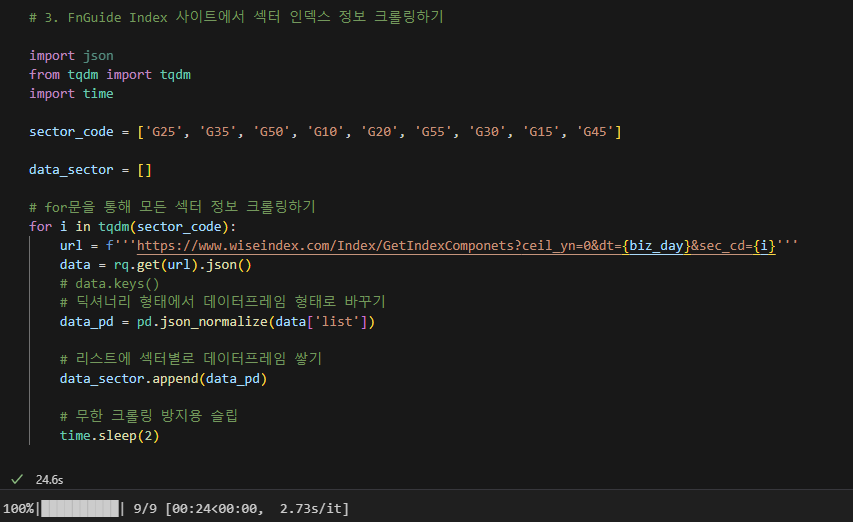 # 3. FnGuide Index 사이트에서 섹터 인덱스 정보 크롤링하기
import json
from tqdm import tqdm
import time
sector_code = ['G25', 'G35', 'G50', 'G10', 'G20', 'G55', 'G30', 'G15', 'G45']
data_sector = []
# for문을 통해 모든 섹터 정보 크롤링하기
for i in tqdm(sector_code):
url = f'''https://www.wiseindex.com/Index/GetIndexComponets?ceil_yn=0&dt={biz_day}&sec_cd={i}'''
data = rq.get(url).json()
# data.keys()
# 딕셔너리 형태에서 데이터프레임 형태로 바꾸기
data_pd = pd.json_normalize(data['list'])
# 리스트에 섹터별로 데이터프레임 쌓기
data_sector.append(data_pd)
# 무한 크롤링 방지용 슬립
time.sleep(2)
24.6s
100%|██████████| 9/9 [00:24<00:00,  2.73s/it]